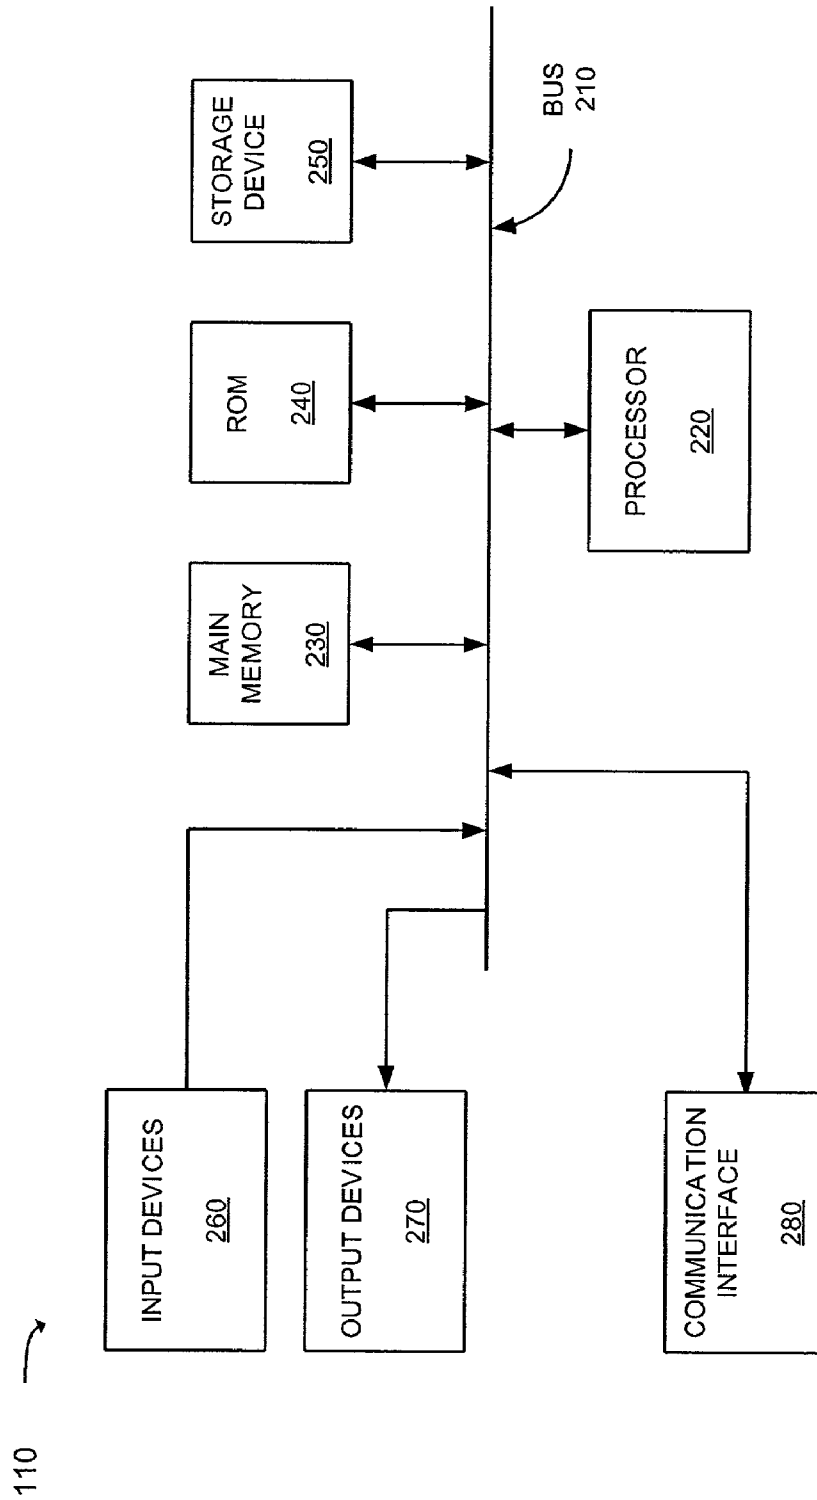 110
INPUT DEVICES
260
OUTPUT DEVICES
270
COMMUNICATION
INTERFACE
280
MAIN
MEMORY
230
ROM
240
STORAGE
DEVICE
250
BUS
210
PROCESSOR
220